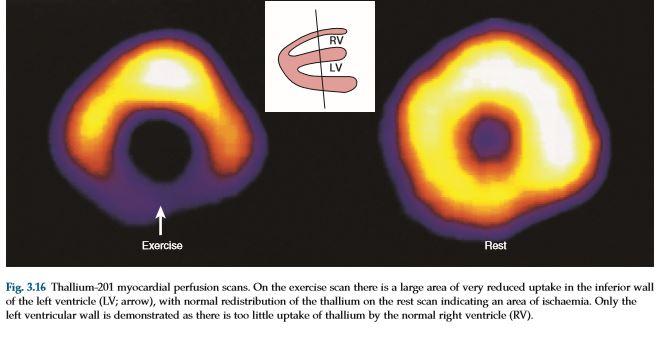 RV
LV
Exercise
Rest
Fig. 3.16 Thallium-201 myocardial perfusion scans. On the exercise scan there is a large area of very reduced uptake in the inferior wall
of the left ventricle (LV; arrow), with normal redistribution of the thallium on the rest scan indicating an area of ischaemia. Only the
left ventricular wall is demonstrated as there is too little uptake of thallium by the normal right ventricle (RV).